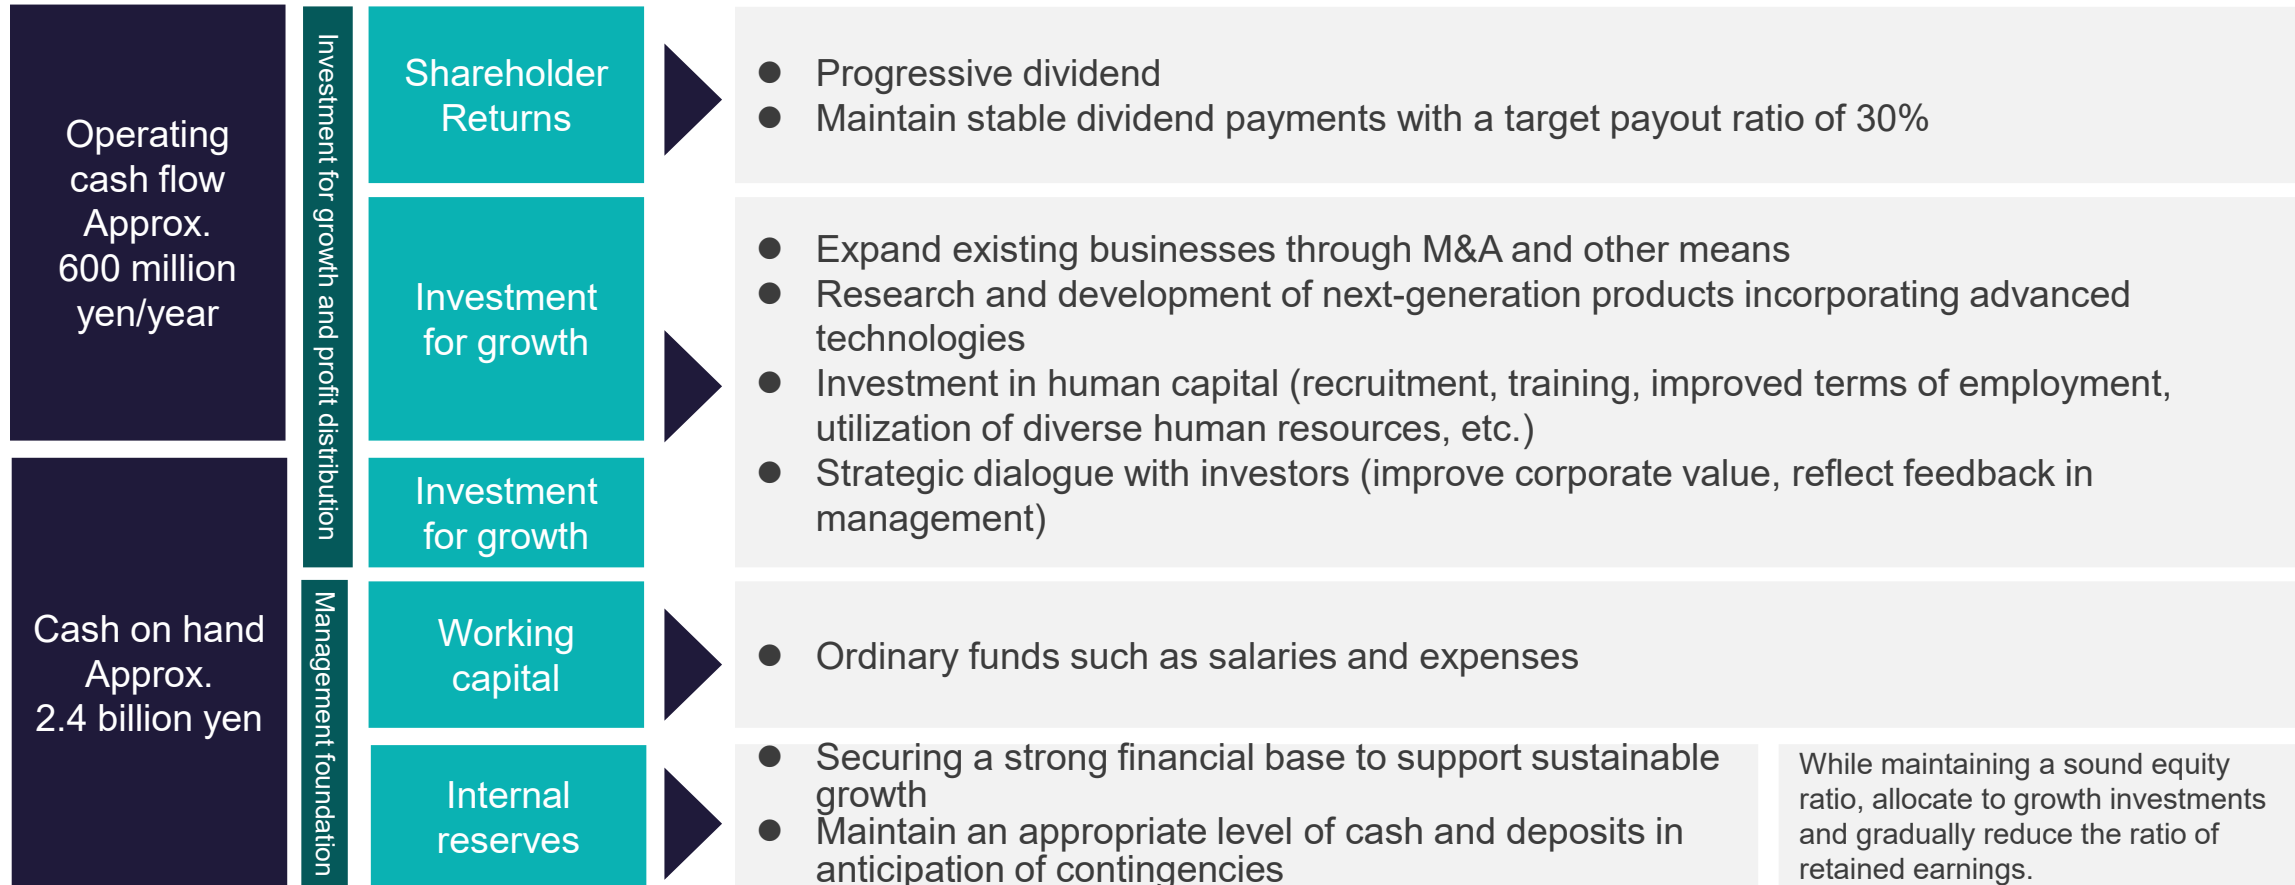 Operating
cash flow
Approx.
600 million
yen/year
Cash on hand
Approx.
2.4 billion yen
Investment for growth and profit distribution
Management foundation
Shareholder
Returns
● Progressive dividend
● Maintain stable dividend payments with a target payout ratio of 30%
Investment
for growth
Investment
for growth
● Expand existing businesses through M&A and other means
● Research and development of next-generation products incorporating advanced
technologies
● Investment in human capital (recruitment, training, improved terms of employment,
utilization of diverse human resources, etc.)
● Strategic dialogue with investors (improve corporate value, reflect feedback in
management)
Working
capital
● Ordinary funds such as salaries and expenses
Internal
reserves
● Securing a strong financial base to support sustainable
growth
● Maintain an appropriate level of cash and deposits in
anticipation of contingencies
While maintaining a sound equity
ratio, allocate to growth investments
and gradually reduce the ratio of
retained earnings.